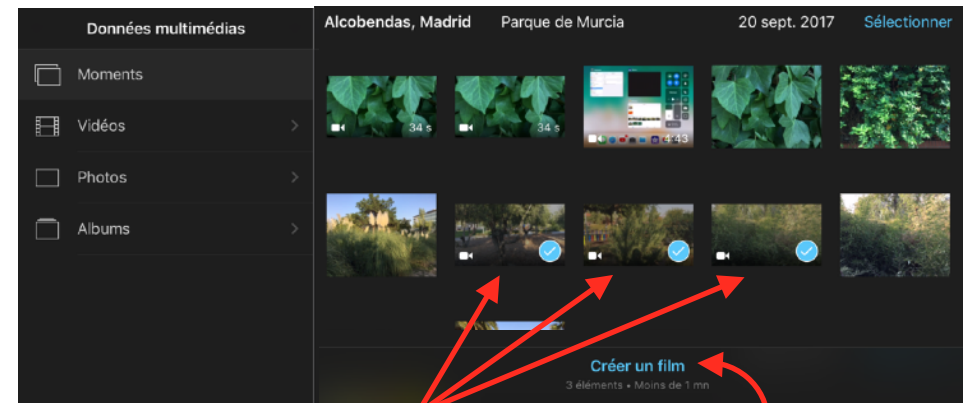 Données multimédias
Moments
Vidéos
Photos
Albums
Alcobendas, Madrid Parque de Murcia 20 sept. 2017 Sélectionner
34 s 34 s 4:43
Créer un film
3 éléments • Moins de 1 mn